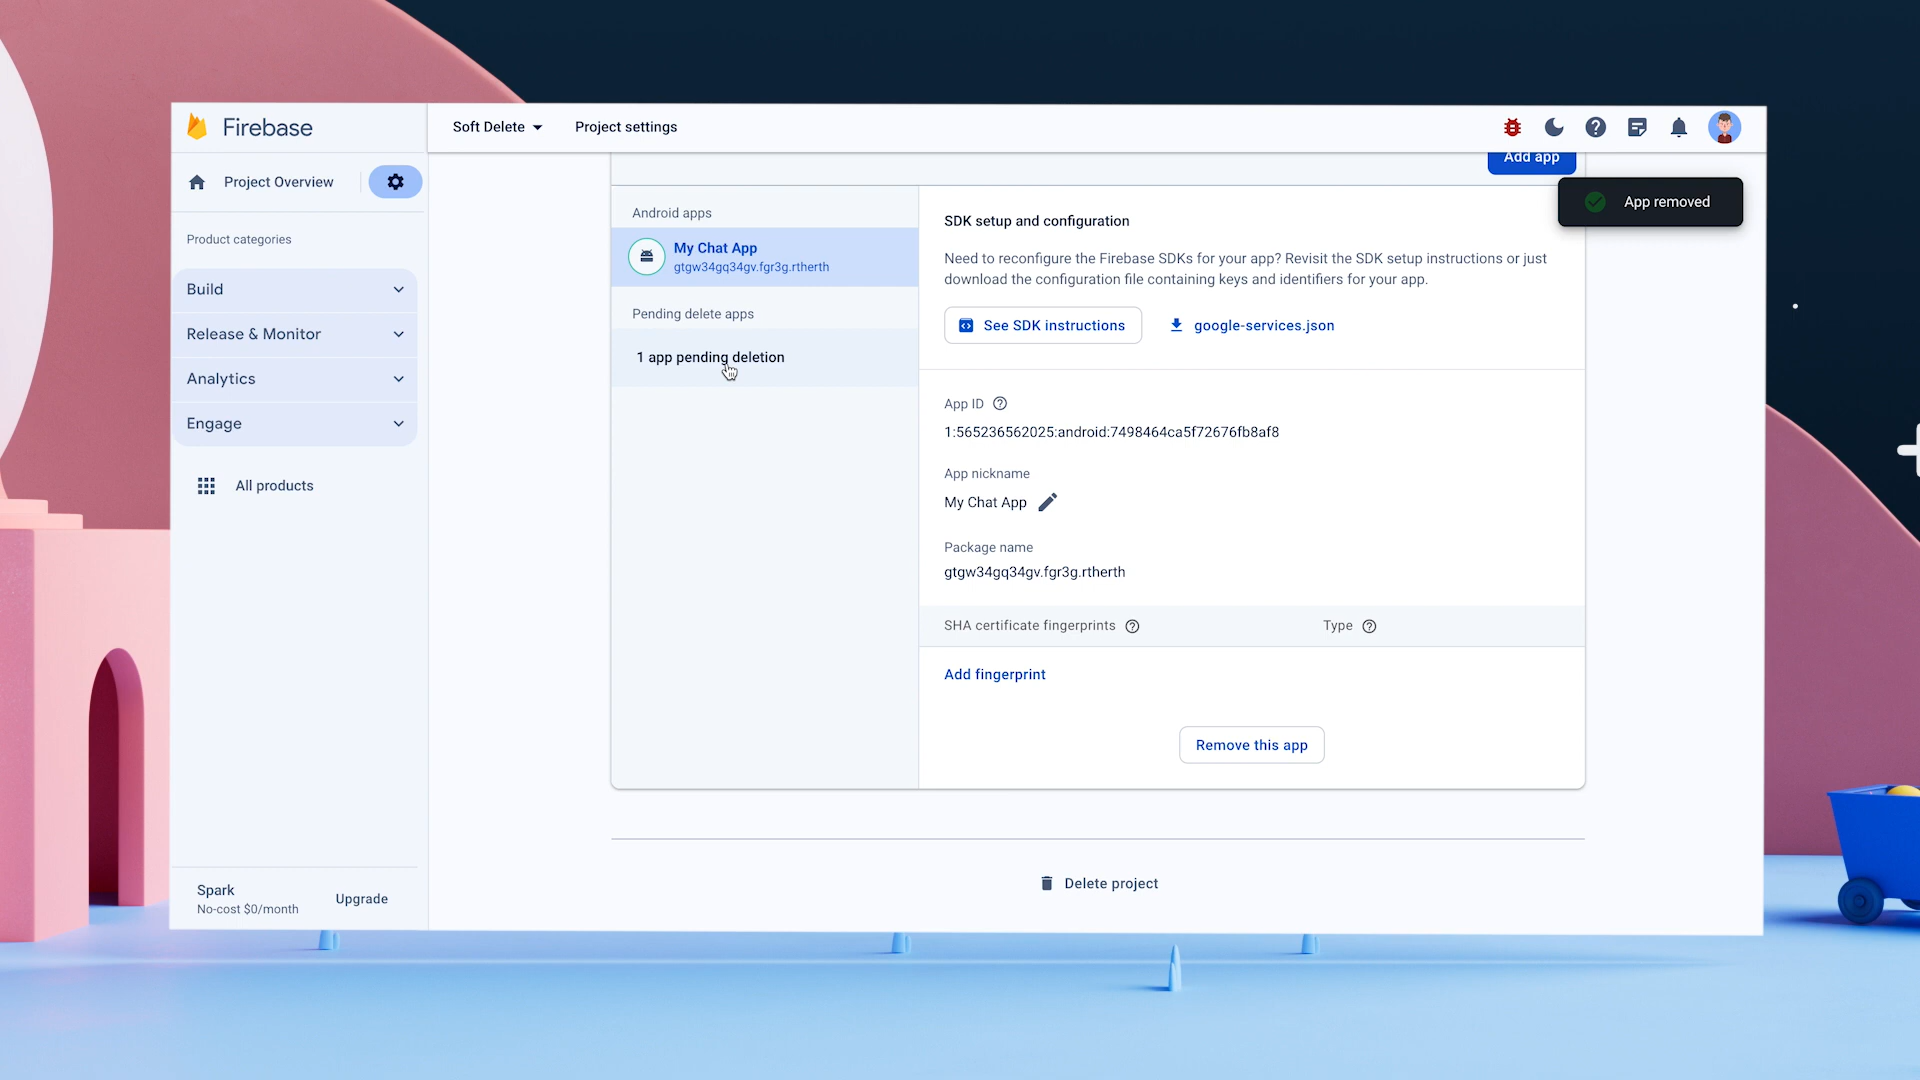 Firebase
Soft Delete
Project settings
Project Overview
Product categories
Build
Release & Monitor
Analytics
Engage
All products
Spark
No-cost $0/month
Upgrade
Add app
App removed
Android apps
My Chat App
gtgw34gq34gv.fgr3g.rtherth
Pending delete apps
1 app pending deletion
SDK setup and configuration
Need to reconfigure the Firebase SDKs for your app? Revisit the SDK setup instructions or just
download the configuration file containing keys and identifiers for your app.
See SDK instructions
google-services.json
App ID
1:565236562025:android:7498464ca5f72676fb8af8
App nickname
My Chat App
Package name
gtgw34gq34gv.fgr3g.rtherth
SHA certificate fingerprints
Type
Add fingerprint
Remove this app
Delete project